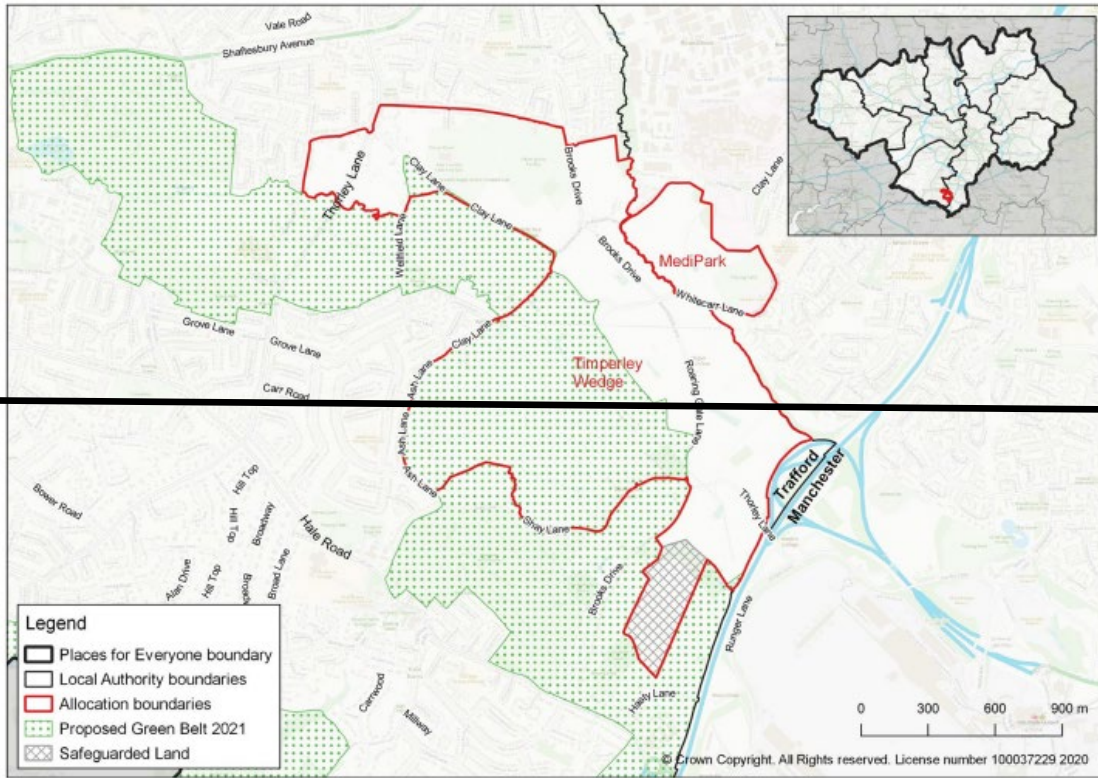 Vale Road
Shaftesbury Avenue
Thorley Lane
Clay Lane
Clay Lane
Brooks Drive
Clay Lane
Wellfield Lane
Brooks Drive
MediPark
Whitecarr Lane
Grove Lane
Grove Lane
Clay Lane
Timperley
Wedge
Roaring Gate Lane
Carr Road
Ash Lane
Ash Lane
Ash Lane
Hill Top
Bower Road
Hill Top
Broadway
Hale Road
Shay Lane
Thorley Lane
Trafford
Manchester
Alan Drive
Hill Top
Broad Lane
Brooks Drive
Runger Lane
Hasty Lane
Carrwood
Millway
Legend
Places for Everyone boundary
Local Authority boundaries
Allocation boundaries
Proposed Green Belt 2021
Safeguarded Land
0 300 600 900 m
© Crown Copyright. All Rights reserved. License number 100037229 2020